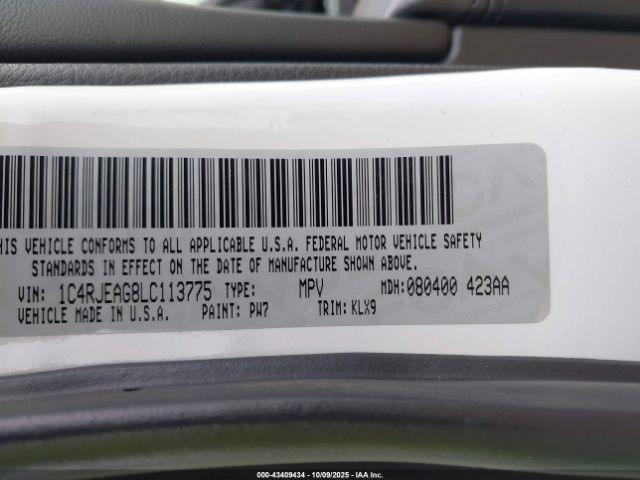 THIS VEHICLE CONFORMS TO ALL APPLICABLE U.S.A. FEDERAL MOTOR VEHICLE SAFETY
STANDARDS IN EFFECT ON THE DATE OF MANUFACTURE SHOWN ABOVE.
VIN: 1C4RJEAG8LC113775 TYPE: MPV MDH: 080400 423AA
VEHICLE MADE IN U.S.A. PAINT: PW7 TRIM: KLX9
000-43409434 - 10/09/2025 - IAA Inc.